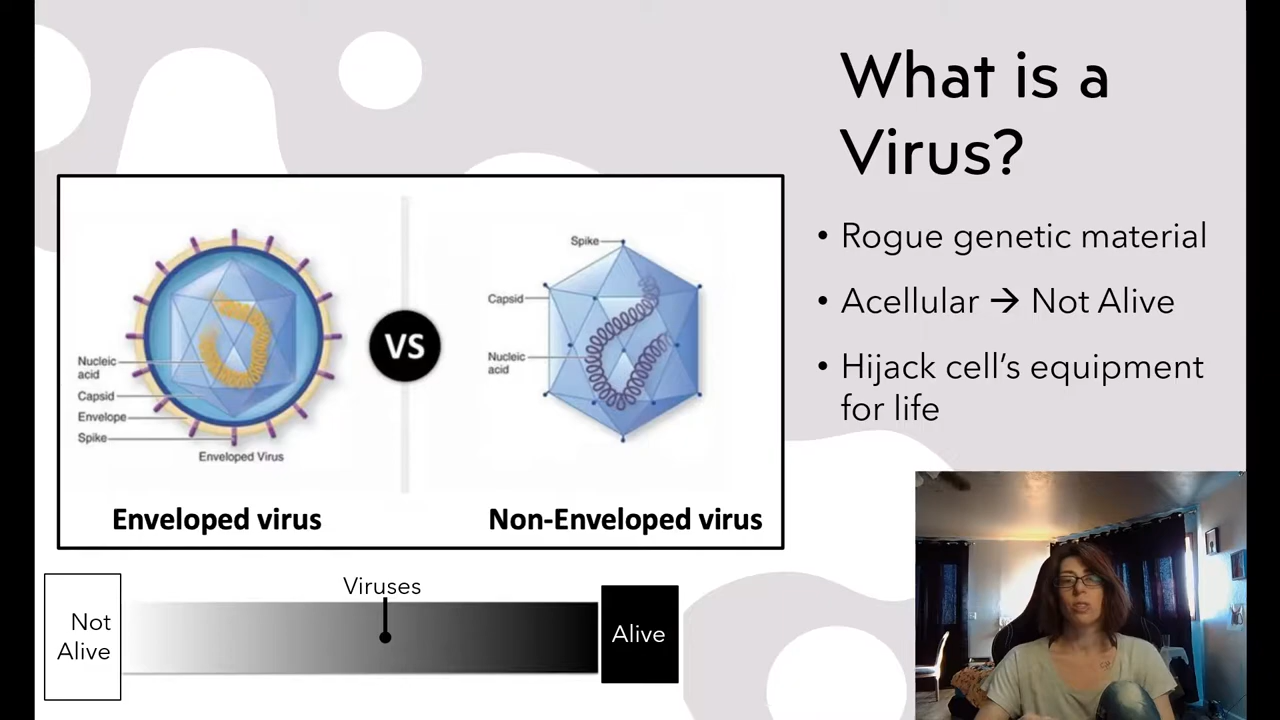 What is a
Virus?
• Rogue genetic material
• Acellular → Not Alive
• Hijack cell's equipment
for life
Nucleic
acid
Capsid
Envelope
Spike
Enveloped Virus
VS
Spike
Capsid
Nucleic
acid
Enveloped virus
Non-Enveloped virus
Viruses
Not
Alive
Alive